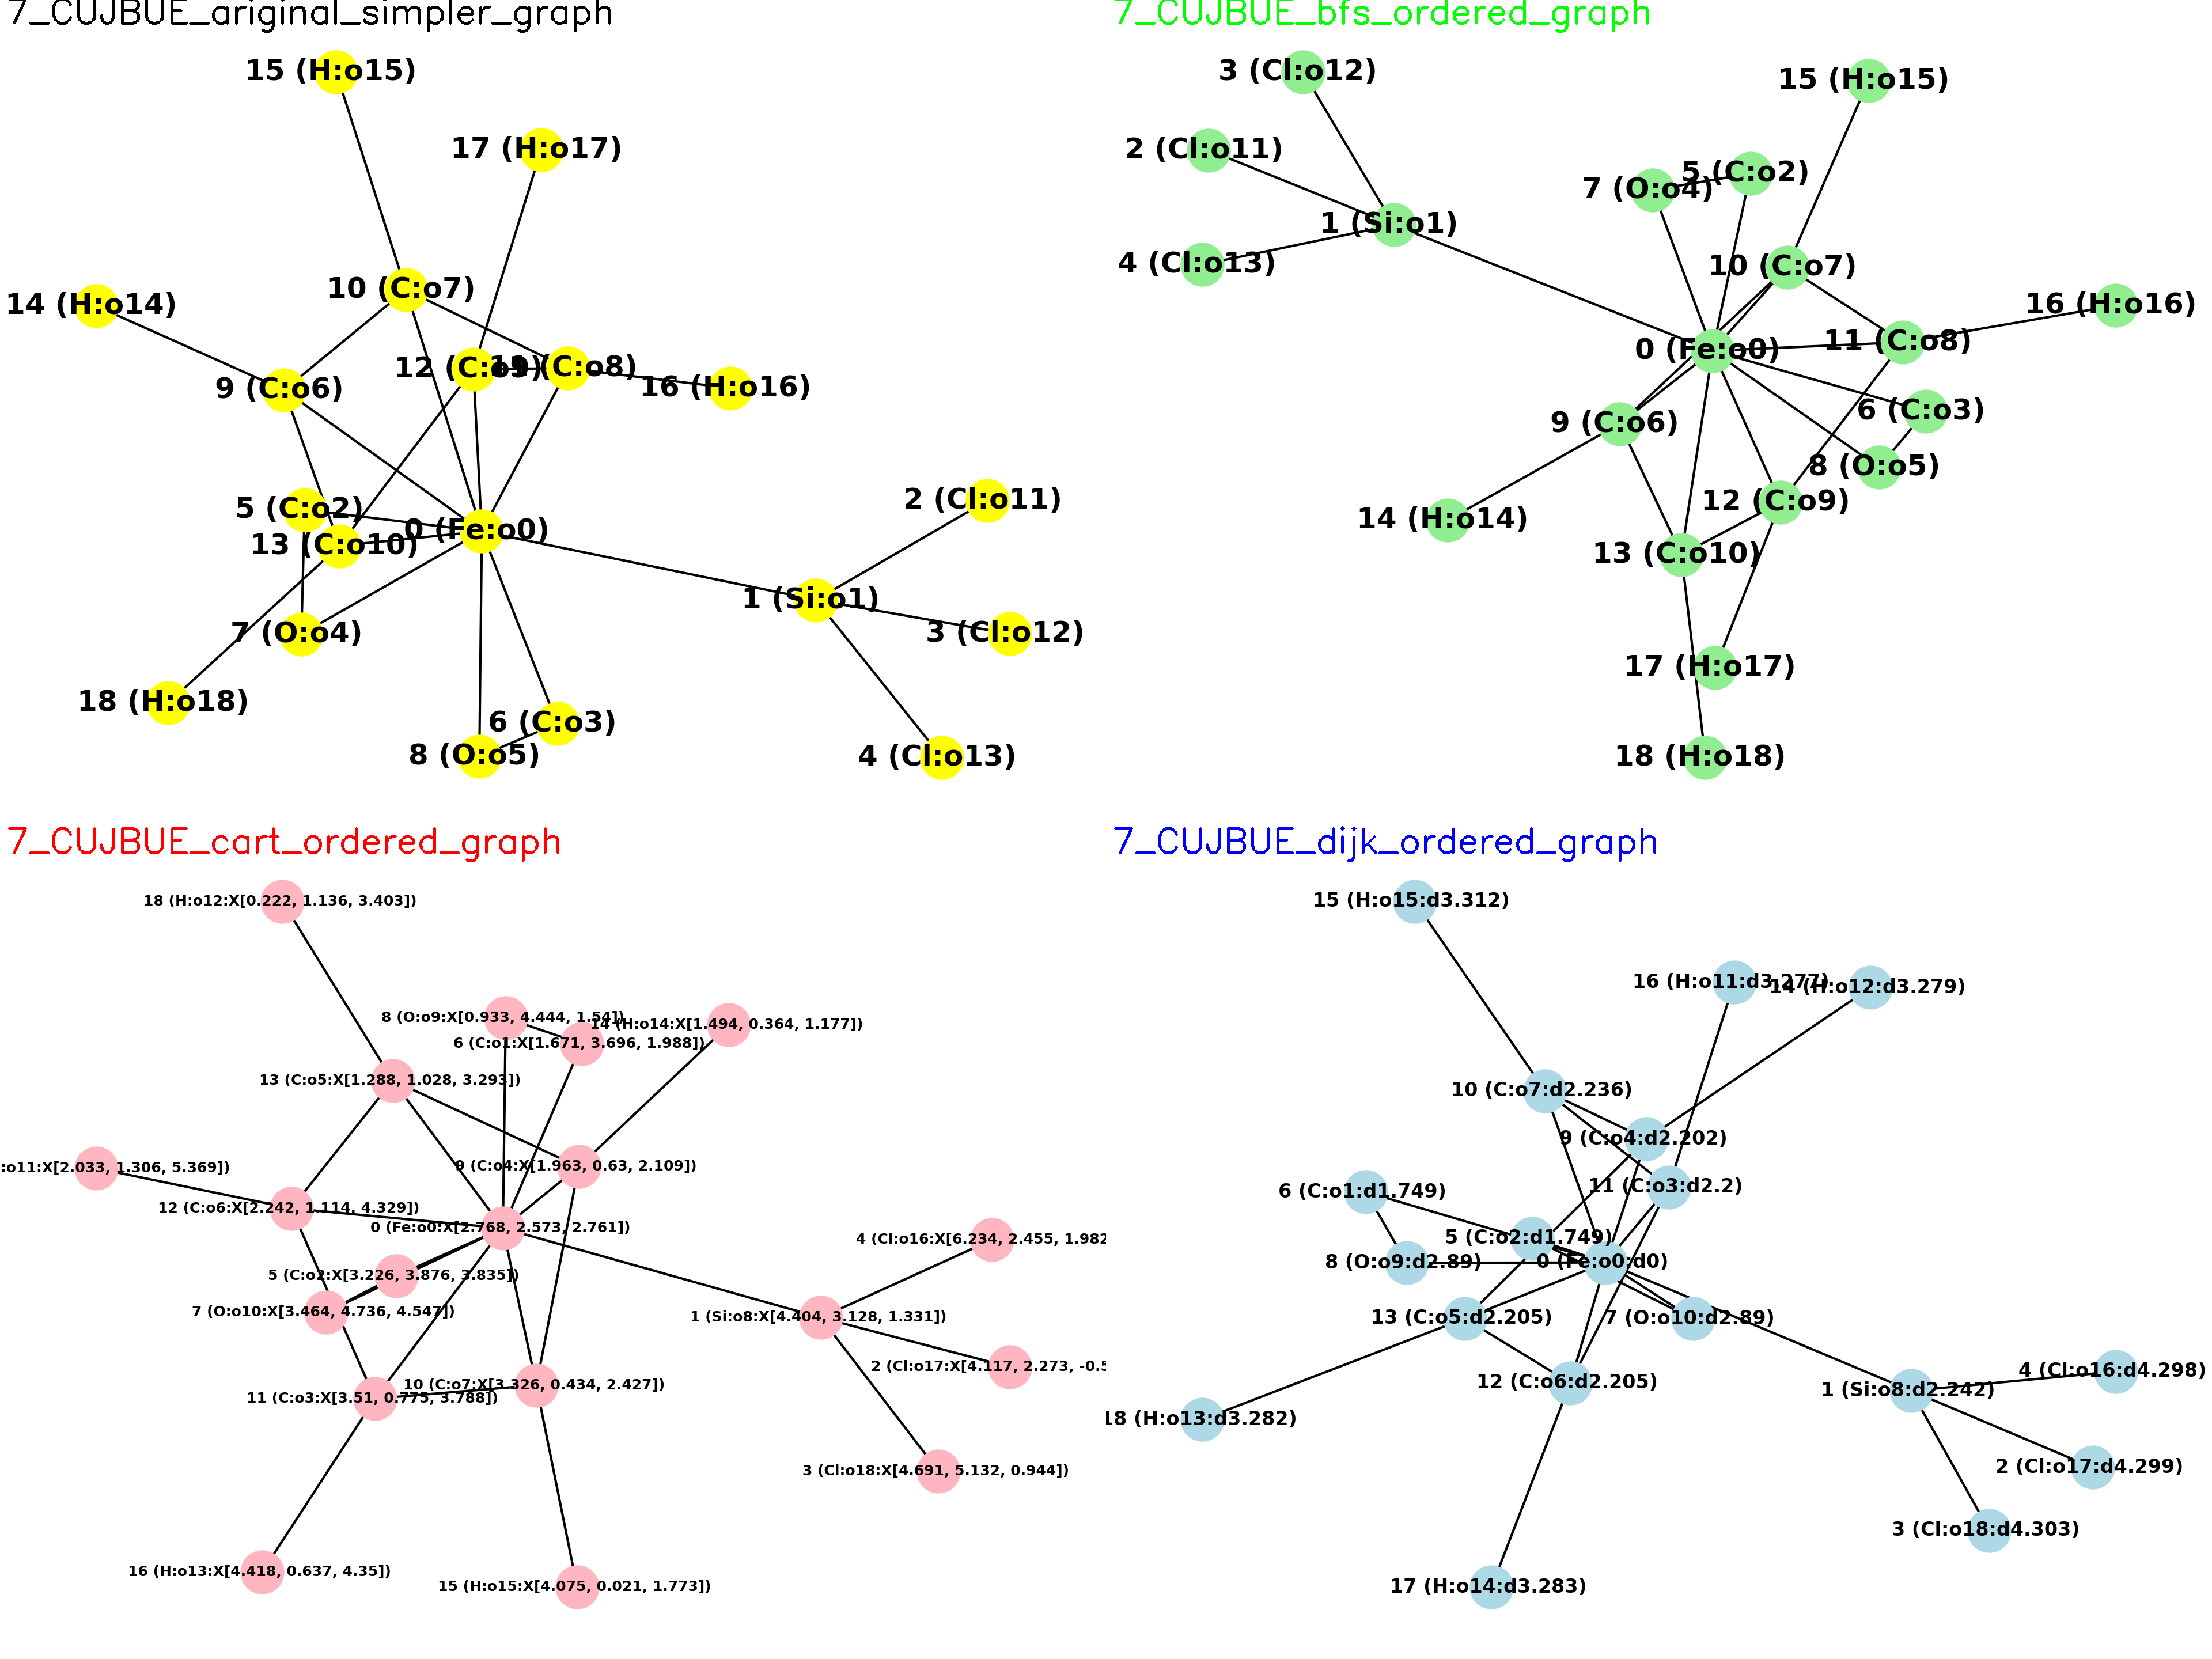 7_CUJBUE_ariginal_simpler_graph
15 (H:o15)
17 (H:o17)
10 (C:o7)
14 (H:o14)
12 (C:o9)
11 (C:o8)
9 (C:o6)
16 (H:o16)
5 (C:o2)
2 (Cl:o11)
0 (Fe:o0)
13 (C:o10)
1 (Si:o1)
7 (O:o4)
3 (Cl:o12)
18 (H:o18)
6 (C:o3)
8 (O:o5)
4 (Cl:o13)
7_CUJBUE_bfs_ordered_graph
3 (Cl:o12)
15 (H:o15)
2 (Cl:o11)
5 (C:o2)
7 (O:o4)
1 (Si:o1)
4 (Cl:o13)
10 (C:o7)
16 (H:o16)
11 (C:o8)
0 (Fe:o0)
6 (C:o3)
9 (C:o6)
8 (O:o5)
12 (C:o9)
14 (H:o14)
13 (C:o10)
17 (H:o17)
18 (H:o18)
7_CUJBUE_cart_ordered_graph
18 (H:o12:X[0.222, 1.136, 3.403])
8 (O:o9:X[0.933, 4.444, 1.54])
14 (H:o14:X[1.494, 0.364, 1.177])
6 (C:o1:X[1.671, 3.696, 1.988])
13 (C:o5:X[1.288, 1.028, 3.293])
:o11:X[2.033, 1.306, 5.369])
9 (C:o4:X[1.963, 0.63, 2.109])
12 (C:o6:X[2.242, 1.114, 4.329])
0 (Fe:o0:X[2.768, 2.573, 2.761])
4 (Cl:o16:X[6.234, 2.455, 1.982
5 (C:o2:X[3.226, 3.876, 3.835])
7 (O:o10:X[3.464, 4.736, 4.547])
1 (Si:o8:X[4.404, 3.128, 1.331])
2 (Cl:o17:X[4.117, 2.273, -0.5
10 (C:o7:X[3.326, 0.434, 2.427])
11 (C:o3:X[3.51, 0.775, 3.788])
3 (Cl:o18:X[4.691, 5.132, 0.944])
16 (H:o13:X[4.418, 0.637, 4.35])
15 (H:o15:X[4.075, 0.021, 1.773])
7_CUJBUE_dijk_ordered_graph
15 (H:o15:d3.312)
16 (H:o11:d3.277)
14 (H:o12:d3.279)
10 (C:o7:d2.236)
9 (C:o4:d2.202)
11 (C:o3:d2.2)
6 (C:o1:d1.749)
5 (C:o2:d1.749)
8 (O:o9:d2.89)
0 (Fe:o0:d0)
13 (C:o5:d2.205)
7 (O:o10:d2.89)
12 (C:o6:d2.205)
4 (Cl:o16:d4.298)
1 (Si:o8:d2.242)
18 (H:o13:d3.282)
2 (Cl:o17:d4.299)
3 (Cl:o18:d4.303)
17 (H:o14:d3.283)